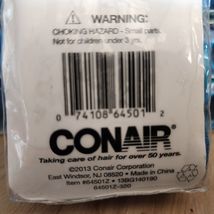 WARNING:
CHOKING HAZARD - Small parts.
Not for children under 3 yrs.
0 74108 64501 2
CONAIR®
Taking care of hair for over 50 years.
©2013 Conair Corporation
East Windsor, NJ 08520 • Made in China
Item #64501Z • 13BG140190
64501Z-320